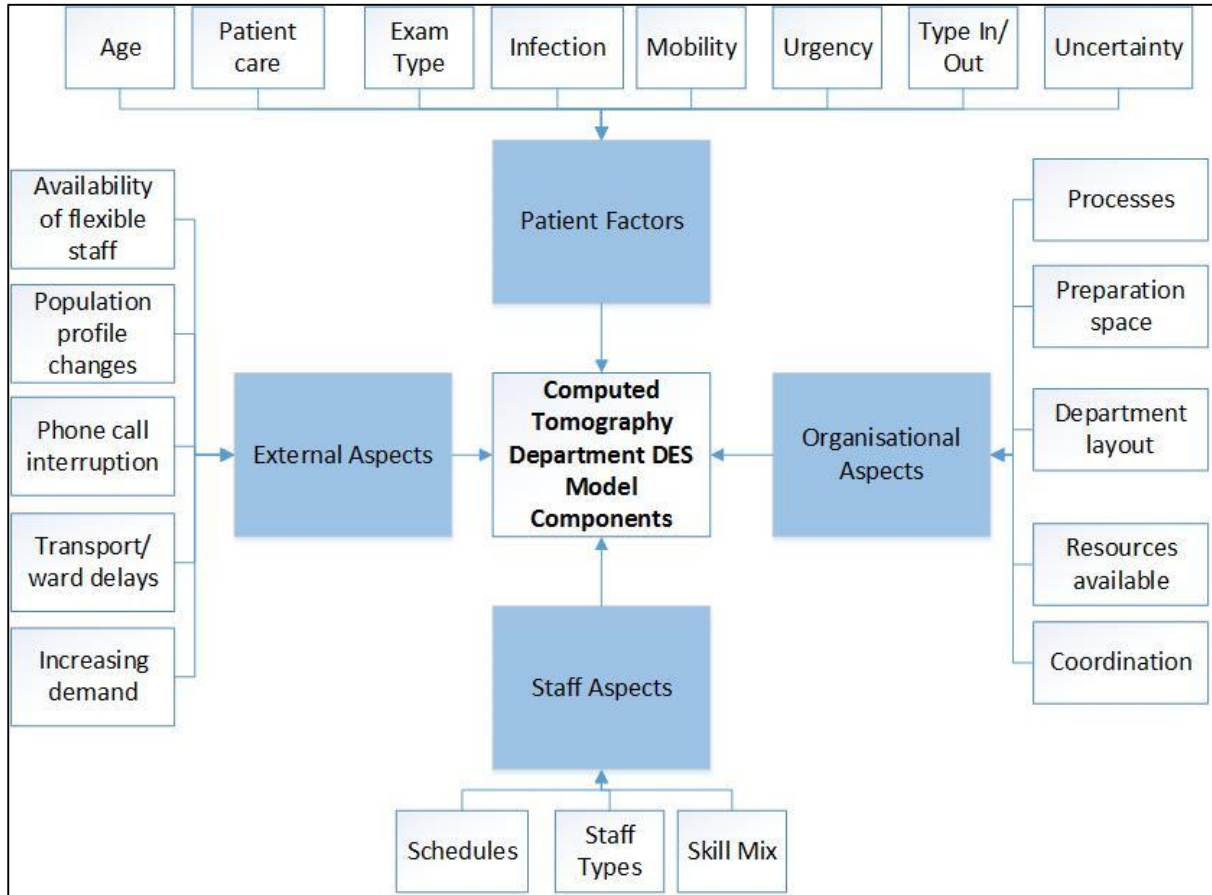 Age
Patient
care
Exam
Type
Infection
Mobility
Urgency
Type In/
Out
Uncertainty
Patient Factors
Availability
of flexible
staff
Population
profile
changes
Phone call
interruption
Transport/
ward delays
Increasing
demand
External Aspects
Computed
Tomography
Department DES
Model
Components
Organisational
Aspects
Processes
Preparation
space
Department
layout
Resources
available
Coordination
Staff Aspects
Schedules
Staff
Types
Skill Mix